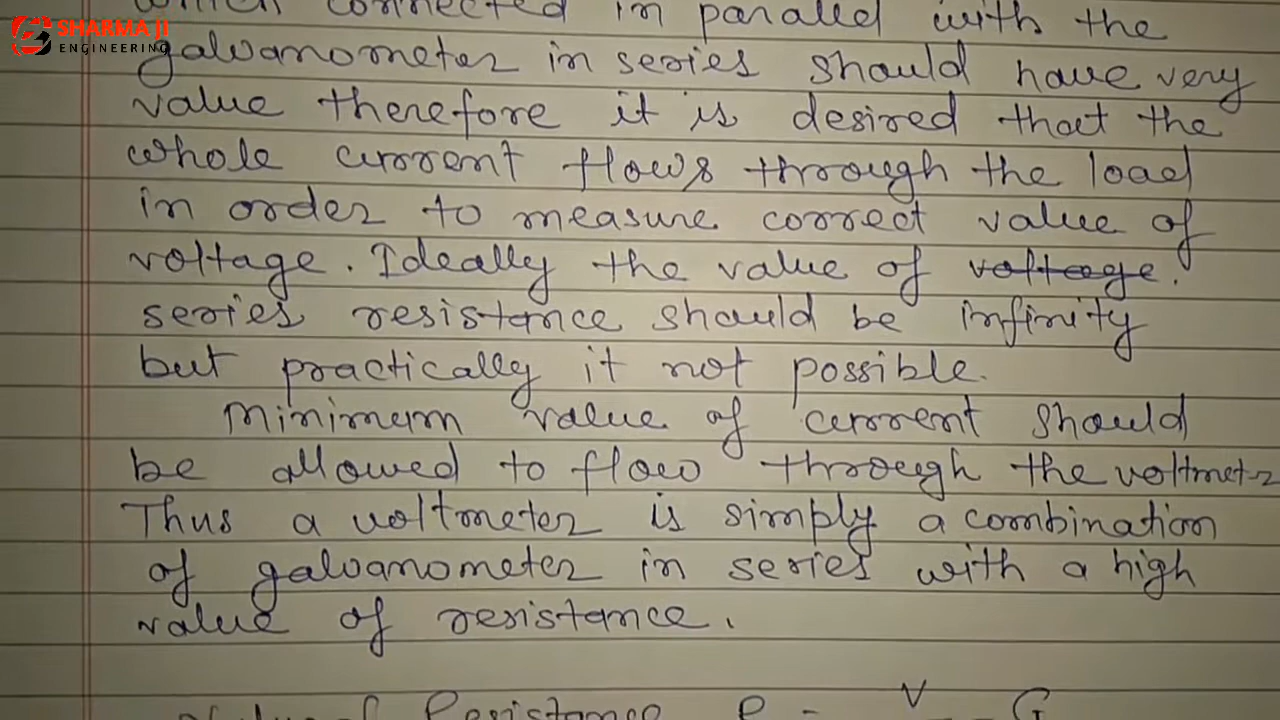 SHARMA JI
ENGINEERING
which connected in parallel with the
galvanometer in series should have very
value therefore it is desired that the
whole current flows through the load
in order to measure correct value of
voltage. Ideally the value of voltage.
series resistance should be infinity
but practically it not possible.
Minimum value of current should
be allowed to flow through the voltmeter
Thus a voltmeter is simply a combination
of galvanometer in series with a high
value of resistance.
Value of Resistance R = V G